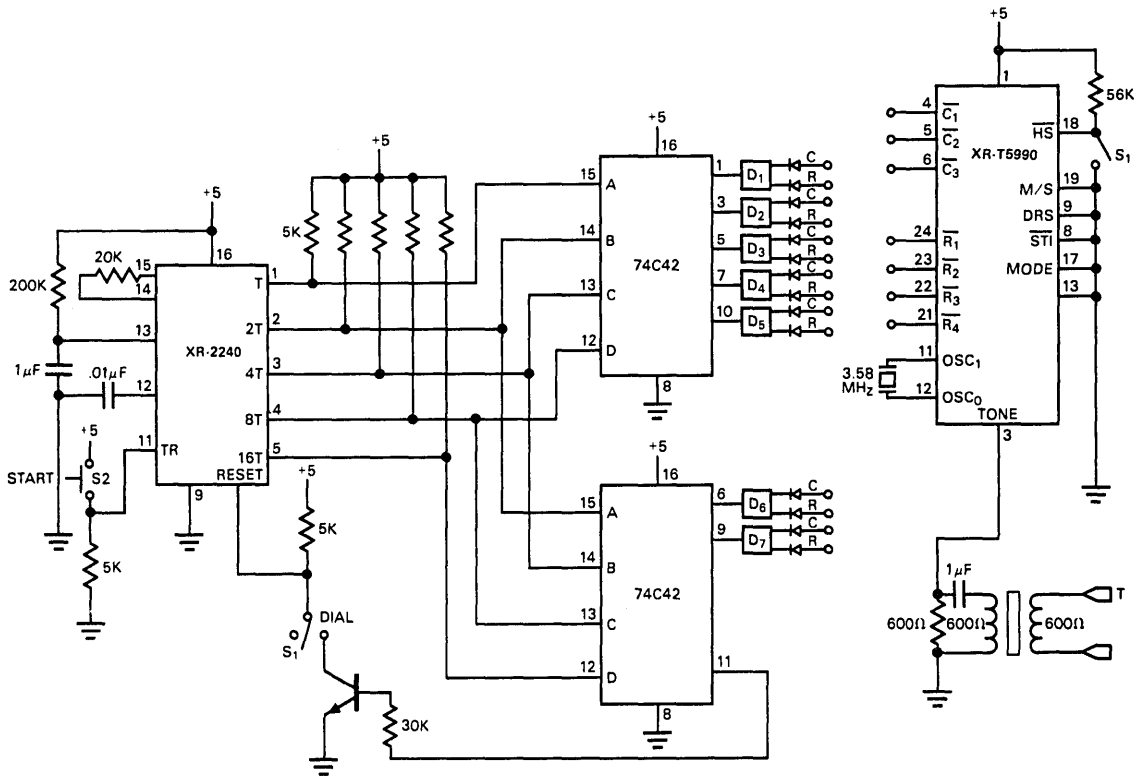 +5
1
56K
4
C1
5
C2
6
C3
HS
18
XR-T5990
S1
M/S
19
DRS
9
STI
8
MODE
17
13
24
R1
23
R2
22
R3
21
R4
11
OSC1
3.58
MHz
12
OSC0
TONE
3
1µF
600Ω
600Ω
600Ω
T
+5
16
200K
20K
15
14
13
1µF
.01µF
12
XR-2240
11
TR
+5
START
S2
5K
9
T
1
2T
2
4T
3
8T
4
16T
5
RESET
+5
5K
+5
5K
S1
DIAL
30K
+5
16
15
A
14
B
13
C
12
D
74C42
8
1
D1
C
R
3
D2
C
R
5
D3
C
R
7
D4
C
R
10
D5
C
R
+5
16
15
A
14
B
13
C
12
D
74C42
8
6
D6
C
R
9
D7
C
R
11